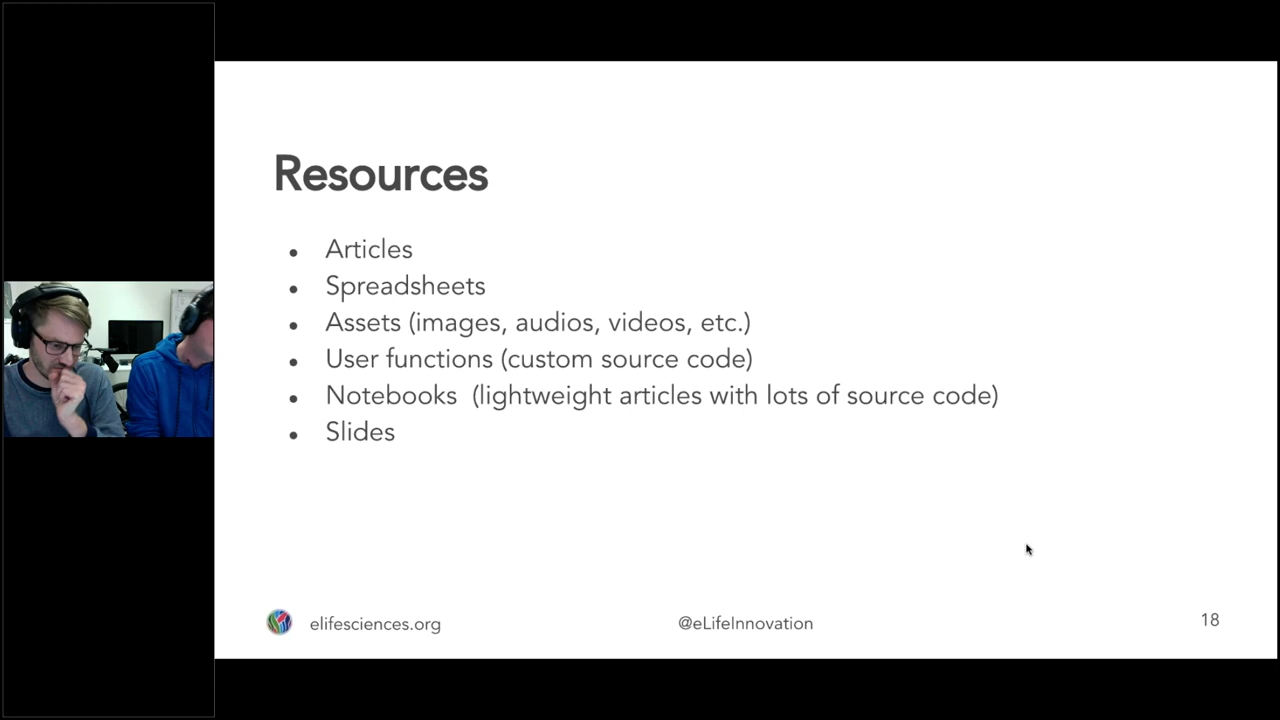 Resources
• Articles
• Spreadsheets
• Assets (images, audios, videos, etc.)
• User functions (custom source code)
• Notebooks (lightweight articles with lots of source code)
• Slides
elifesciences.org
@eLifeInnovation
18